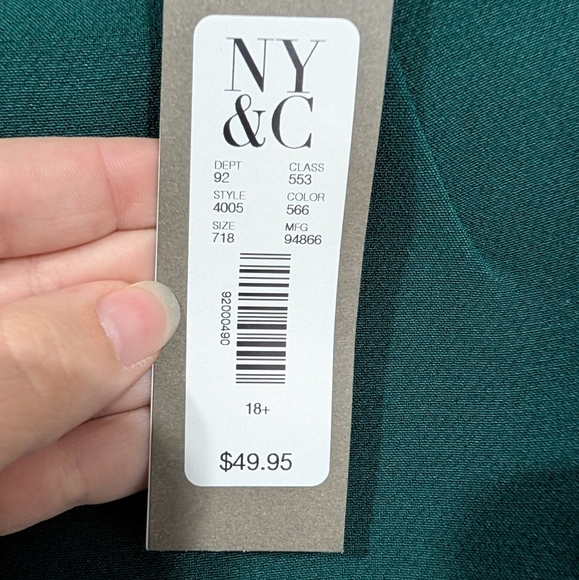 NY
&C
DEPT CLASS
92 553
STYLE COLOR
4005 566
SIZE MFG
718 94866
92000490
18+
$49.95